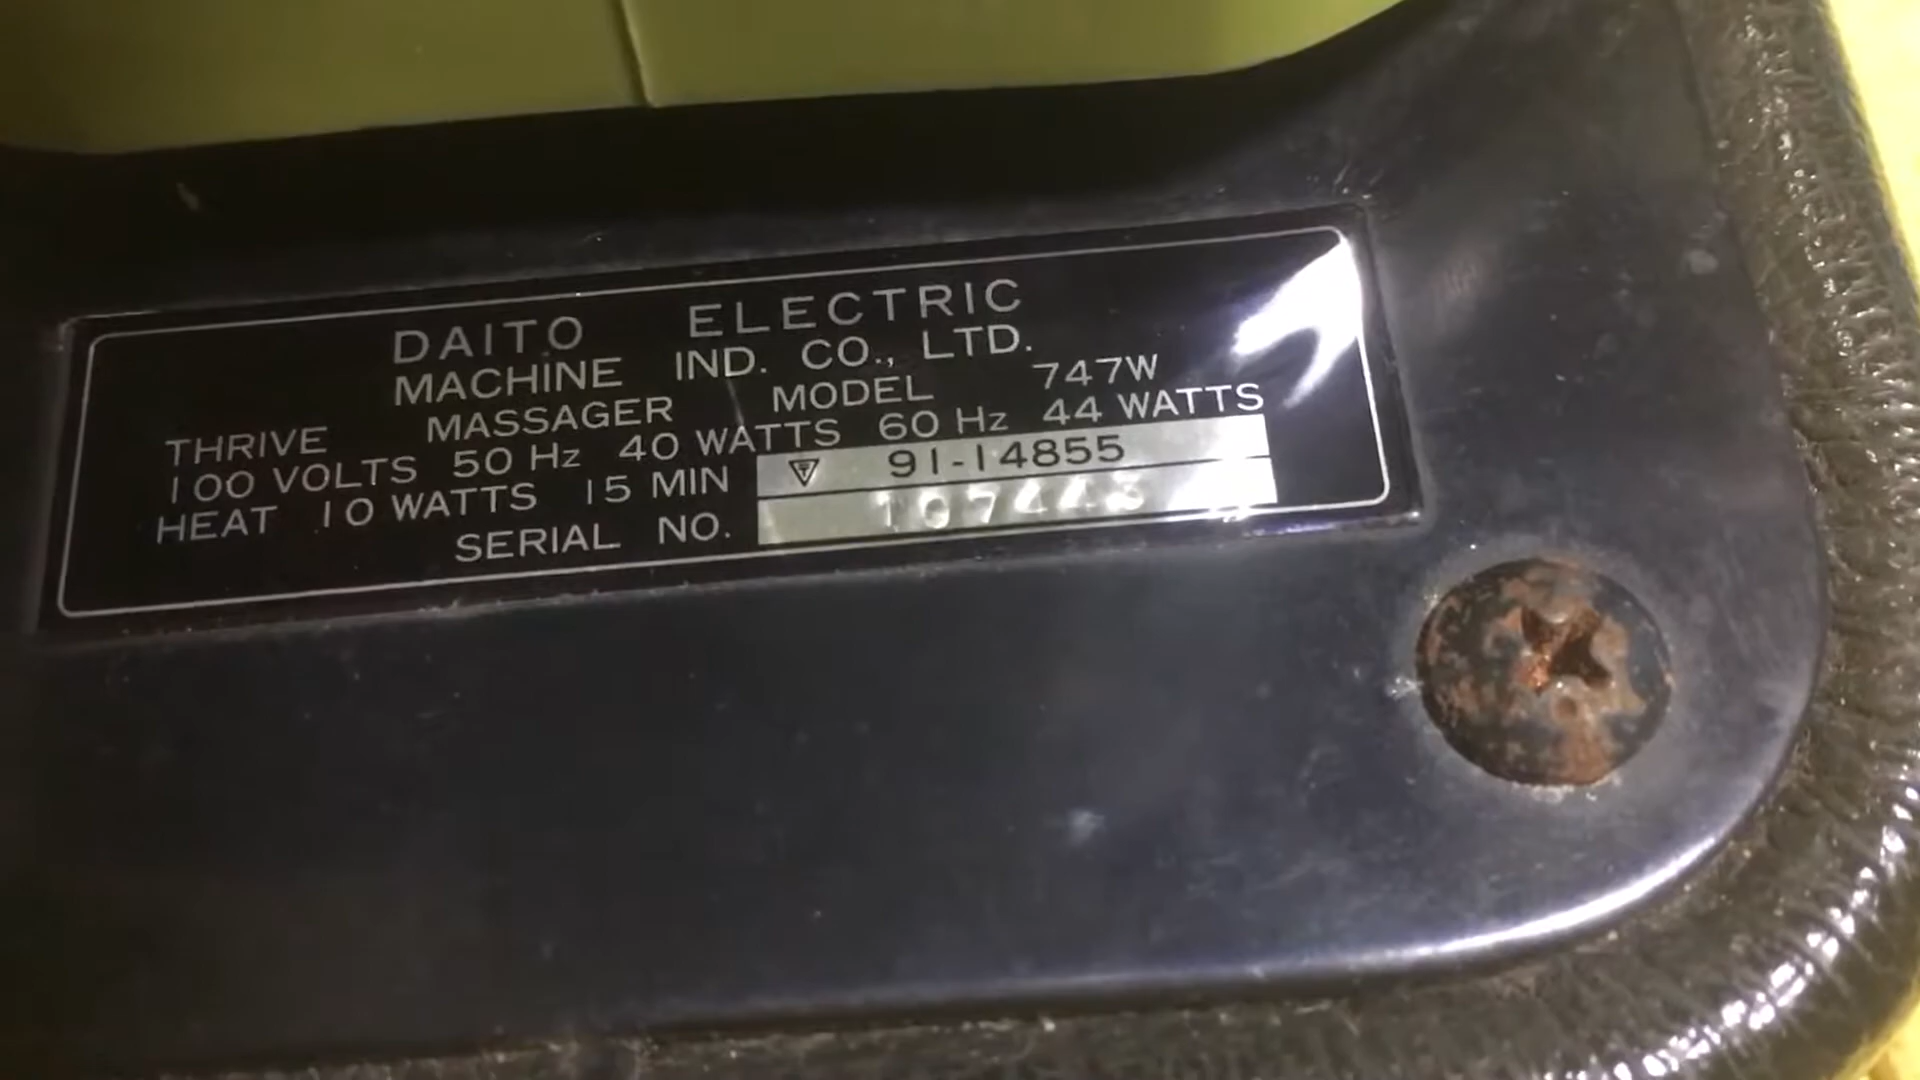 DAITO ELECTRIC
MACHINE IND. CO., LTD.
THRIVE MASSAGER MODEL 747W
100 VOLTS 50 Hz 40 WATTS 60 Hz 44 WATTS
HEAT 10 WATTS 15 MIN 91-14855
SERIAL NO. 107443